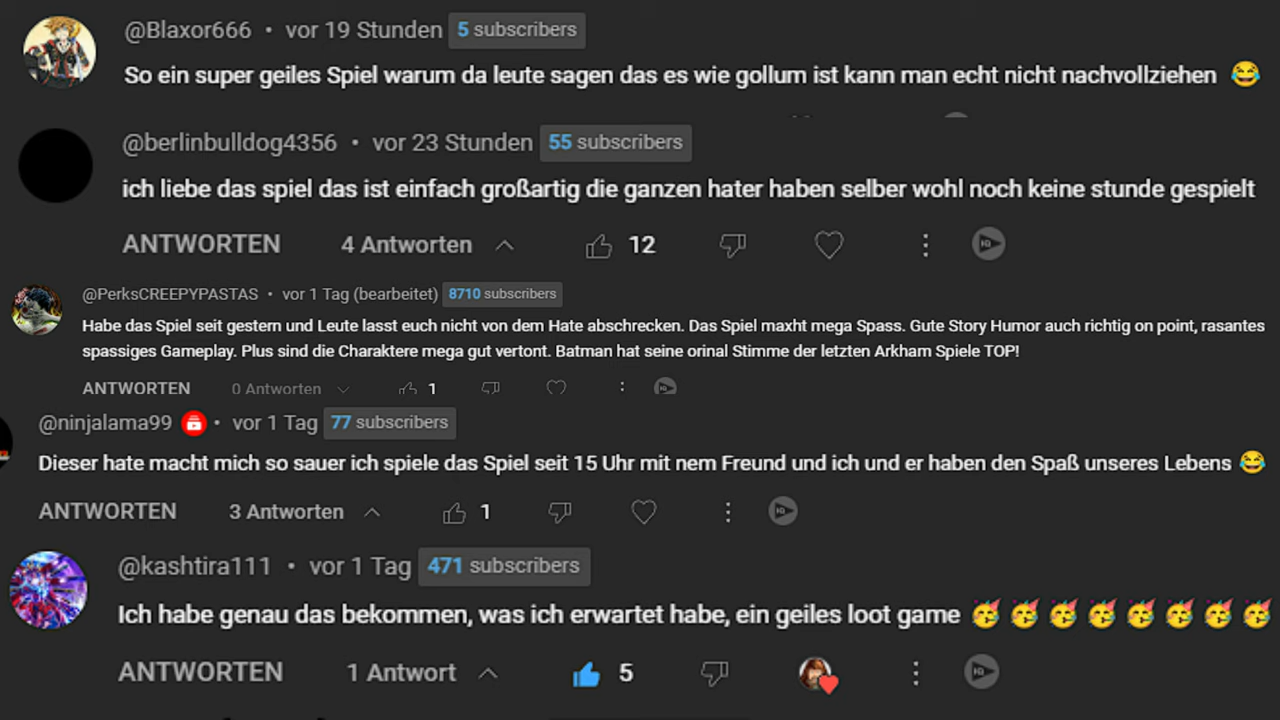 @Blaxor666 • vor 19 Stunden 5 subscribers
So ein super geiles Spiel warum da leute sagen das es wie gollum ist kann man echt nicht nachvollziehen 😂
@berlinbulldog4356 • vor 23 Stunden 55 subscribers
ich liebe das spiel das ist einfach großartig die ganzen hater haben selber wohl noch keine stunde gespielt
ANTWORTEN 4 Antworten 12
@PerksCREEPYPASTAS • vor 1 Tag (bearbeitet) 8710 subscribers
Habe das Spiel seit gestern und Leute lasst euch nicht von dem Hate abschrecken. Das Spiel maxht mega Spass. Gute Story Humor auch richtig on point, rasantes
spassiges Gameplay. Plus sind die Charaktere mega gut vertont. Batman hat seine orinal Stimme der letzten Arkham Spiele TOP!
ANTWORTEN 0 Antworten 1
@ninjalama99 • vor 1 Tag 77 subscribers
Dieser hate macht mich so sauer ich spiele das Spiel seit 15 Uhr mit nem Freund und ich und er haben den Spaß unseres Lebens 😂
ANTWORTEN 3 Antworten 1
@kashtira111 • vor 1 Tag 471 subscribers
Ich habe genau das bekommen, was ich erwartet habe, ein geiles loot game 🥳🥳🥳🥳🥳🥳🥳🥳
ANTWORTEN 1 Antwort 5